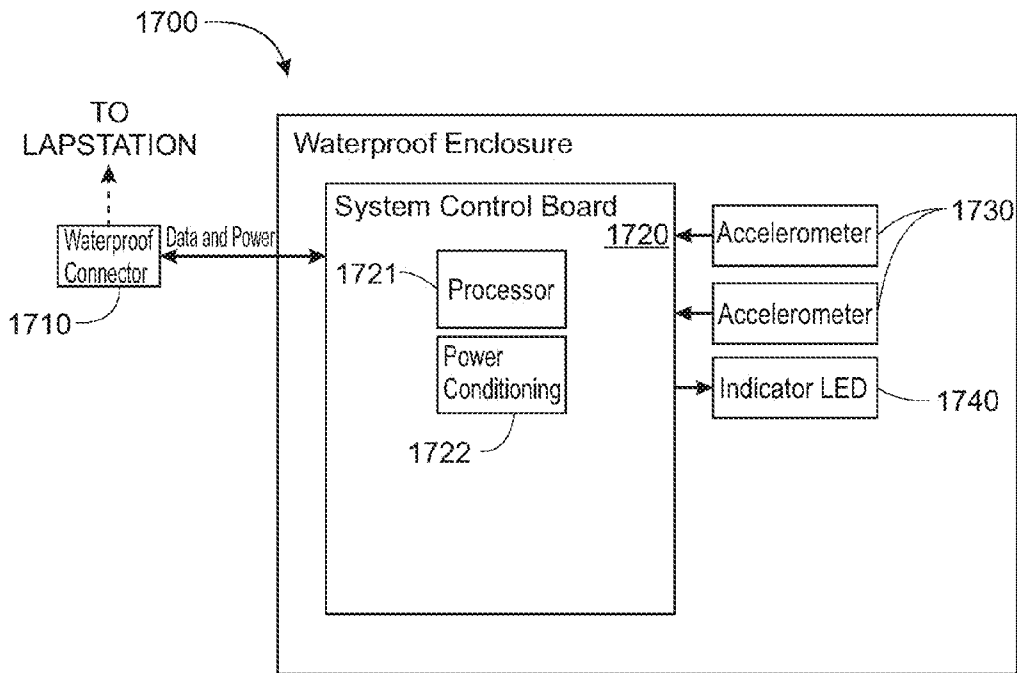 1700
TO
LAPSTATION
Waterproof
Connector
1710
Data and Power
Waterproof Enclosure
System Control Board
1720
1721
Processor
Power
Conditioning
1722
Accelerometer
1730
Accelerometer
Indicator LED
1740